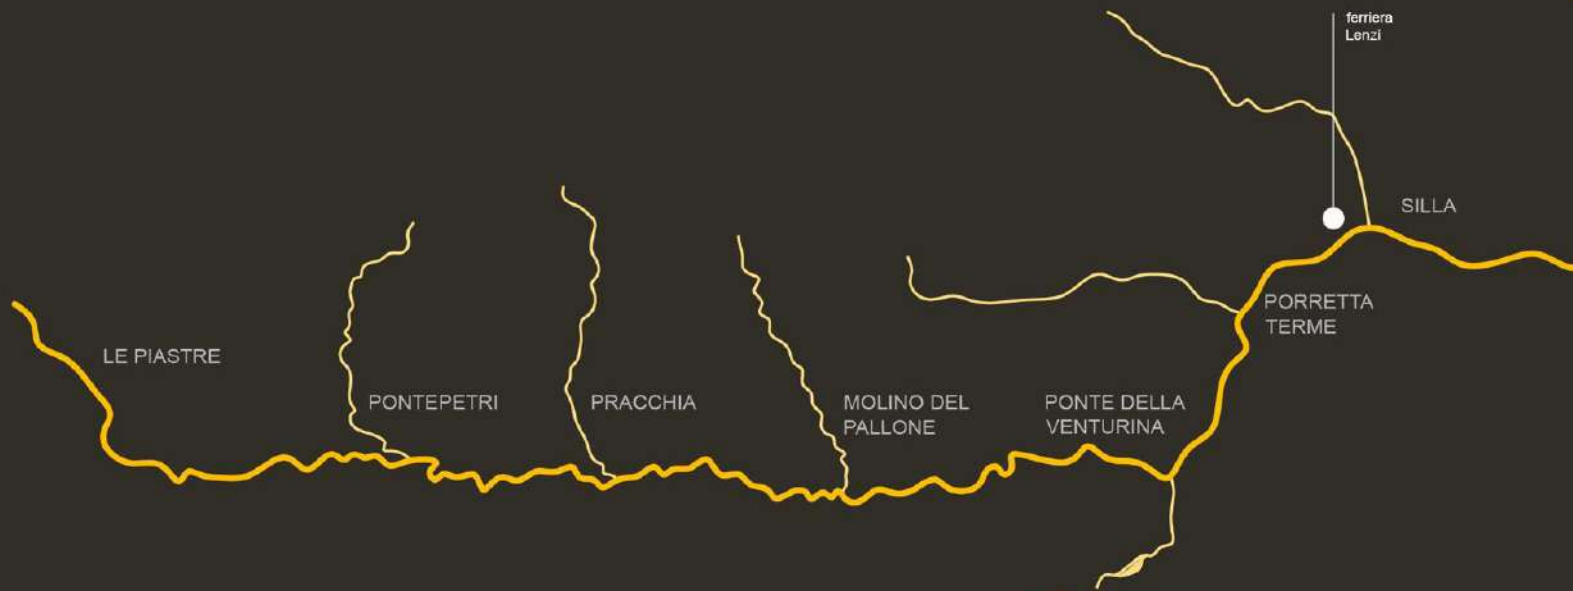 ferriera
Lenzi
SILLA
PORRETTA
TERME
LE PIASTRE
PONTEPETRI
PRACCHIA
MOLINO DEL
PALLONE
PONTE DELLA
VENTURINA